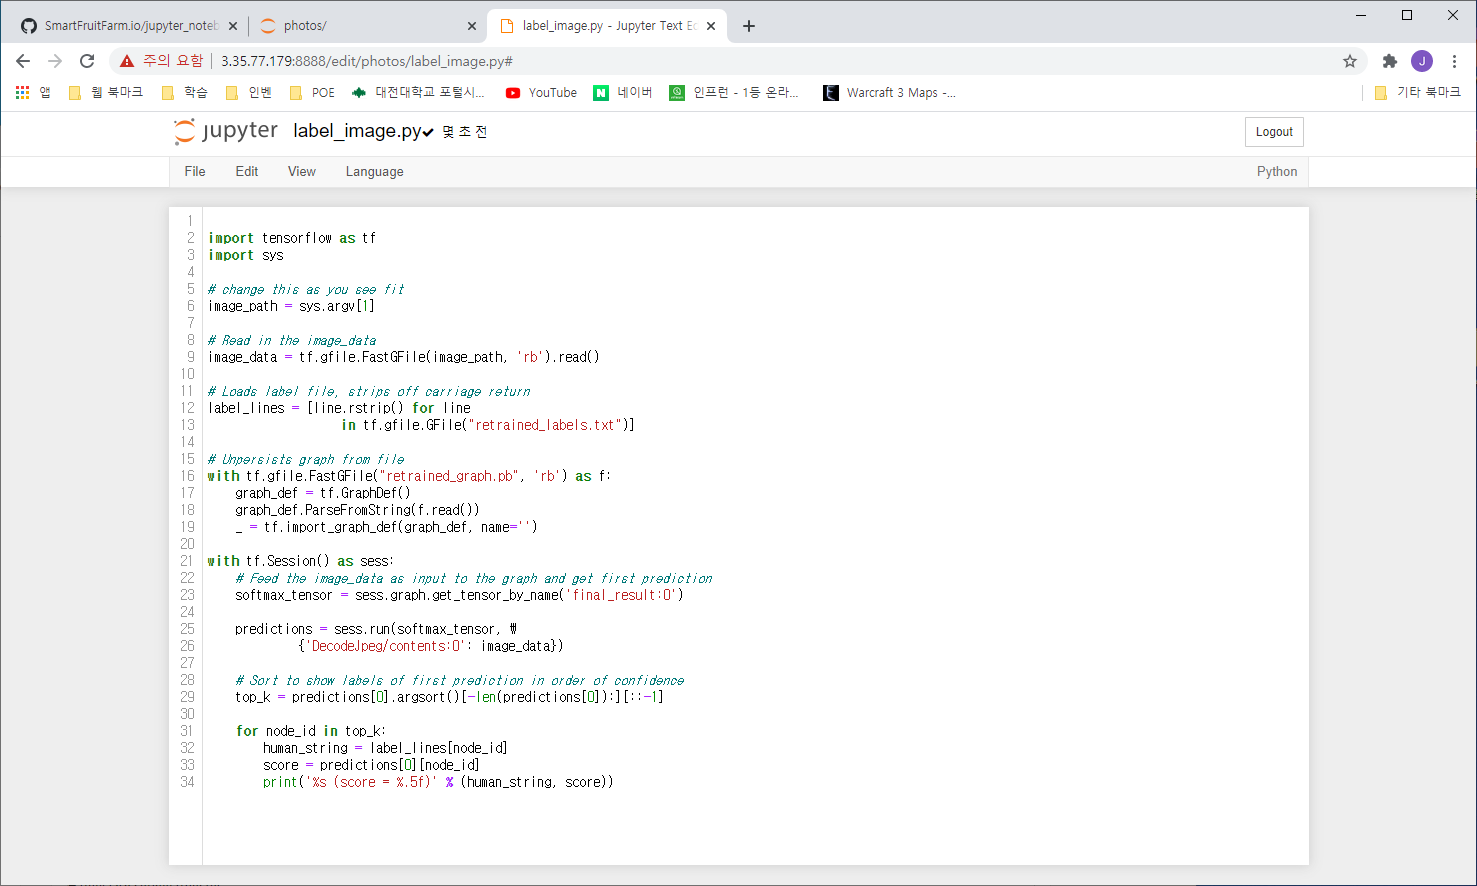 SmartFruitFarm.io/jupyter_noteb
photos/
label_image.py - Jupyter Text Ed
주의 요함
3.35.77.179:8888/edit/photos/label_image.py#
J
앱
웹 북마크
학습
인벤
POE
대전대학교 포털시...
YouTube
N
네이버
인프런 - 1등 온라...
Warcraft 3 Maps -...
기타 북마크
jupyter
label_image.py
몇 초 전
Logout
File
Edit
View
Language
Python
1
2 import tensorflow as tf
3 import sys
4
5 # change this as you see fit
6 image_path = sys.argv[1]
7
8 # Read in the image_data
9 image_data = tf.gfile.FastGFile(image_path, 'rb').read()
10
11 # Loads label file, strips off carriage return
12 label_lines = [line.rstrip() for line
13 in tf.gfile.GFile("retrained_labels.txt")]
14
15 # Unpersists graph from file
16 with tf.gfile.FastGFile("retrained_graph.pb", 'rb') as f:
17 graph_def = tf.GraphDef()
18 graph_def.ParseFromString(f.read())
19 _ = tf.import_graph_def(graph_def, name='')
20
21 with tf.Session() as sess:
22 # Feed the image_data as input to the graph and get first prediction
23 softmax_tensor = sess.graph.get_tensor_by_name('final_result:0')
24
25 predictions = sess.run(softmax_tensor, ₩
26 {'DecodeJpeg/contents:0': image_data})
27
28 # Sort to show labels of first prediction in order of confidence
29 top_k = predictions[0].argsort()[-len(predictions[0]):][::-1]
30
31 for node_id in top_k:
32 human_string = label_lines[node_id]
33 score = predictions[0][node_id]
34 print('%s (score = %.5f)' % (human_string, score))